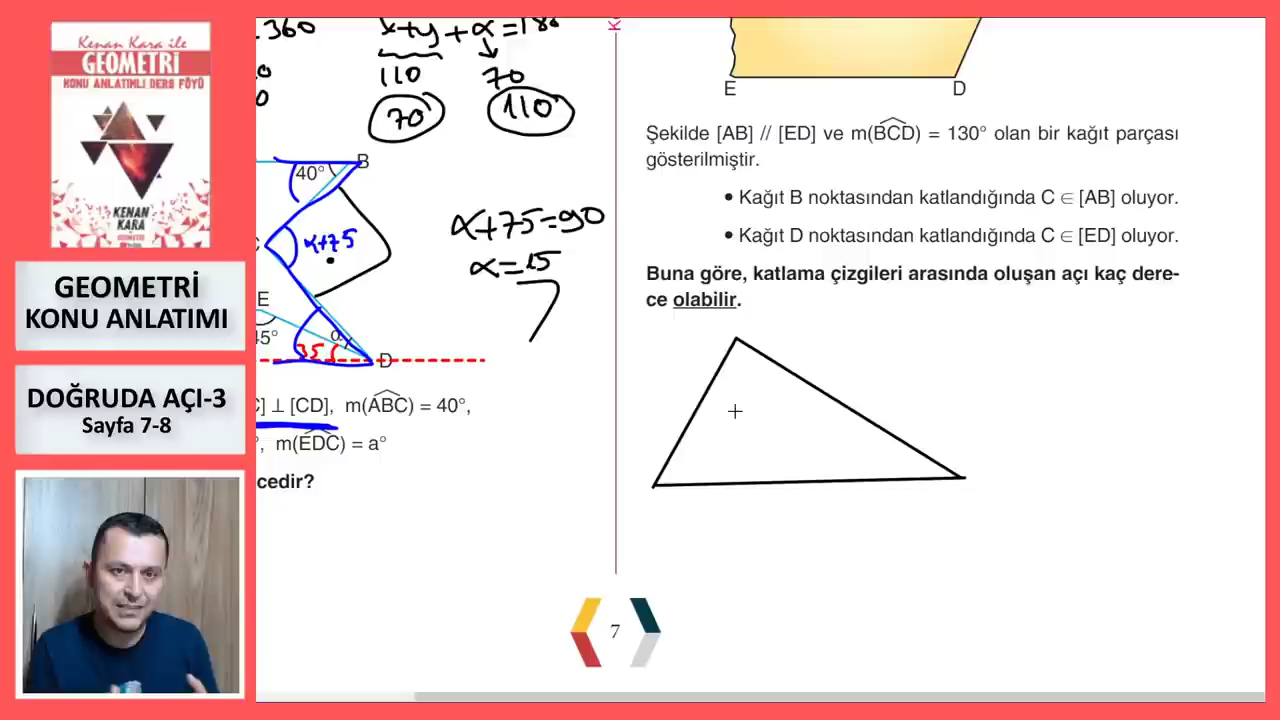 Kenan Kara ile
GEOMETRİ
KONU ANLATIMLI DERS FÖYÜ
KENAN
KARA
GEOMETRİ
KONU ANLATIMI
DOĞRUDA AÇI-3
Sayfa 7-8
360
x+y+α=180
110 70
70 110
B
40°
α+75
E
45°
α
35
D
α+75=90
α=15
C] ⊥ [CD], m(ABC) = 40°,
°, m(EDC) = a°
cedir?
E D
Şekilde [AB] // [ED] ve m(BCD) = 130° olan bir kağıt parçası
gösterilmiştir.
• Kağıt B noktasından katlandığında C ∈ [AB] oluyor.
• Kağıt D noktasından katlandığında C ∈ [ED] oluyor.
Buna göre, katlama çizgileri arasında oluşan açı kaç dere-
ce olabilir.
7